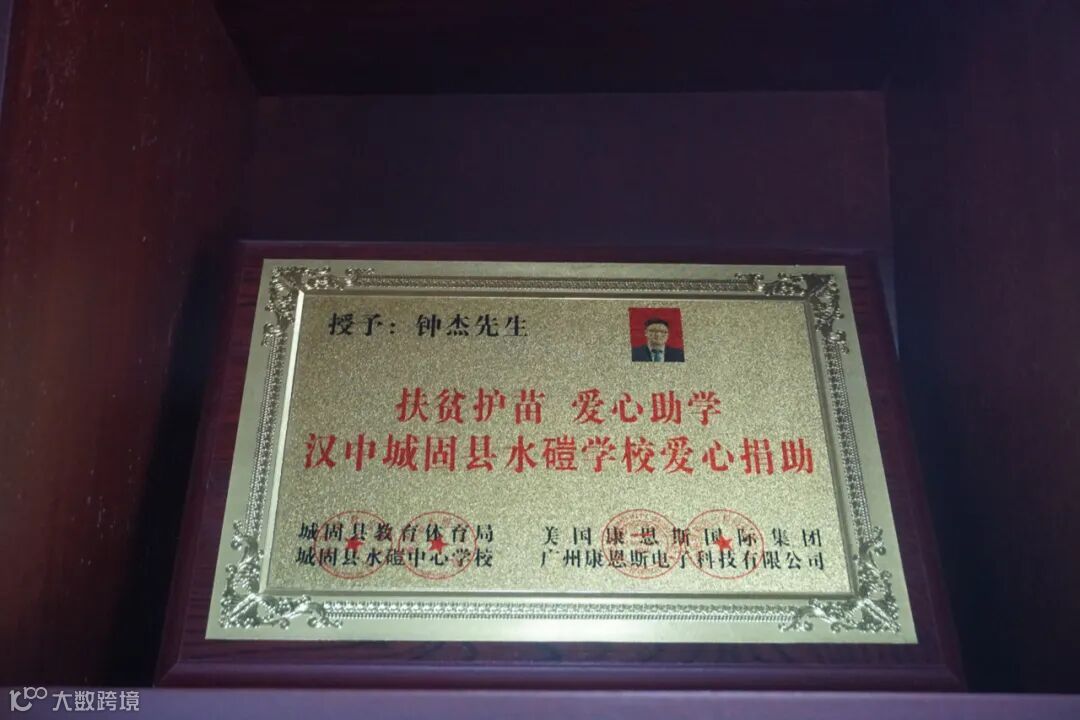 授予：钟杰先生
扶贫护苗 爱心助学
汉中城固县水磑学校爱心捐助
城固县教育体育局
城固县水磑中心学校
美国康恩斯国际集团
广州康恩斯电子科技有限公司
大数跨境